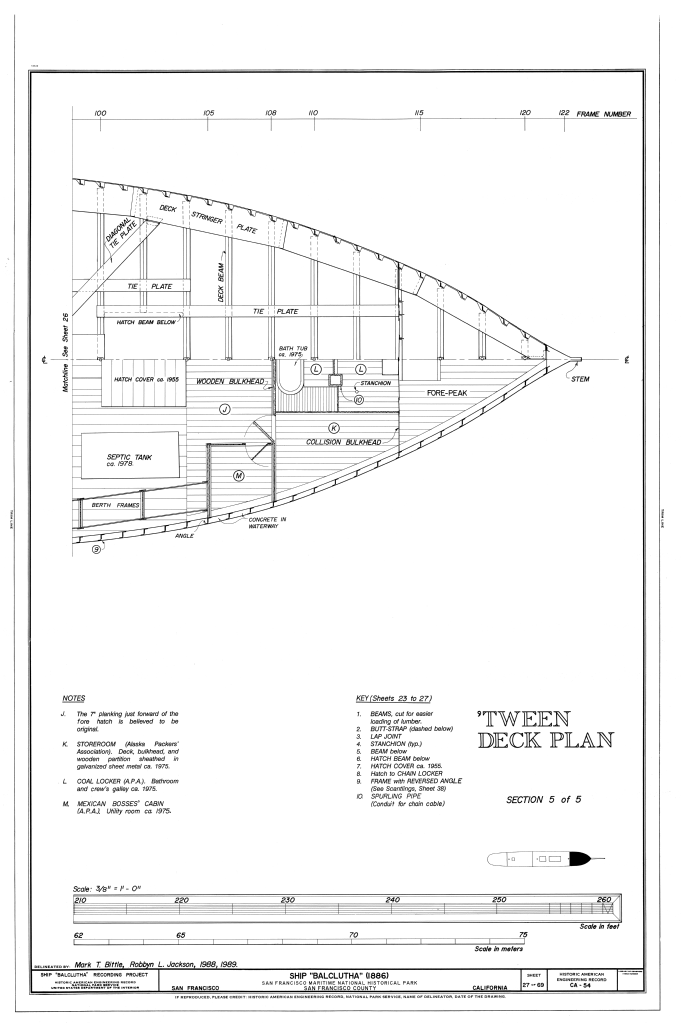 100 105 108 110 115 120 122 FRAME NUMBER
DECK STRINGER PLATE
DIAGONAL
TIE PLATE
DECK BEAM
TIE PLATE
TIE PLATE
HATCH BEAM BELOW
Matchline See Sheet 26
BATH TUB
ca. 1975
HATCH COVER ca. 1955
WOODEN BULKHEAD
L
L
STANCHION
10
STEM
FORE-PEAK
J
K
COLLISION BULKHEAD
SEPTIC TANK
ca. 1978.
M
BERTH FRAMES
CONCRETE IN
WATERWAY
ANGLE
9
NOTES
J. The 7" planking just forward of the
fore hatch is believed to be
original.
K. STOREROOM (Alaska Packers'
Association). Deck, bulkhead, and
wooden partition sheathed in
galvanized sheet metal ca. 1975.
L. COAL LOCKER (A.P.A.). Bathroom
and crew's galley ca. 1975.
M. MEXICAN BOSSES' CABIN
(A.P.A.), Utility room ca. 1975.
KEY (Sheets 23 to 27)
1. BEAMS, cut for easier
loading of lumber.
2. BUTT-STRAP (dashed below)
3. LAP JOINT
4. STANCHION (typ.)
5. BEAM below
6. HATCH BEAM below
7. HATCH COVER ca. 1955.
8. Hatch to CHAIN LOCKER
9. FRAME with REVERSED ANGLE
(See Scantlings, Sheet 38)
10. SPURLING PIPE
(Conduit for chain cable)
'TWEEN
DECK PLAN
SECTION 5 of 5
Scale: 3/8" = 1' - 0"
210 220 230 240 250 260
Scale in feet
62 65 70 75
Scale in meters
DELINEATED BY: Mark T. Bittle, Robbyn L. Jackson, 1988, 1989.
SHIP "BALCLUTHA" RECORDING PROJECT
HISTORIC AMERICAN ENGINEERING RECORD
NATIONAL PARK SERVICE
UNITED STATES DEPARTMENT OF THE INTERIOR
SAN FRANCISCO
SHIP "BALCLUTHA" (1886)
SAN FRANCISCO MARITIME NATIONAL HISTORICAL PARK
SAN FRANCISCO COUNTY
CALIFORNIA
SHEET
27 OF 69
HISTORIC AMERICAN
ENGINEERING RECORD
CA - 54
IF REPRODUCED, PLEASE CREDIT: HISTORIC AMERICAN ENGINEERING RECORD, NATIONAL PARK SERVICE, NAME OF DELINEATOR, DATE OF THE DRAWING.
TRIM LINE
TRIM LINE